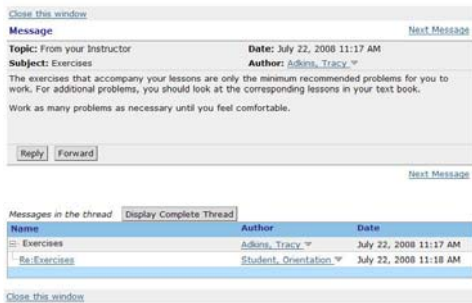 Close this window
Message Next Message
Topic: From your Instructor Date: July 22, 2008 11:17 AM
Subject: Exercises Author: Adkins, Tracy
The exercises that accompany your lessons are only the minimum recommended problems for you to
work. For additional problems, you should look at the corresponding lessons in your text book.
Work as many problems as necessary until you feel comfortable.
Reply Forward
Next Message
Messages in the thread Display Complete Thread
Name Author Date
Exercises Adkins, Tracy July 22, 2008 11:17 AM
Re:Exercises Student, Orientation July 22, 2008 11:18 AM
Close this window